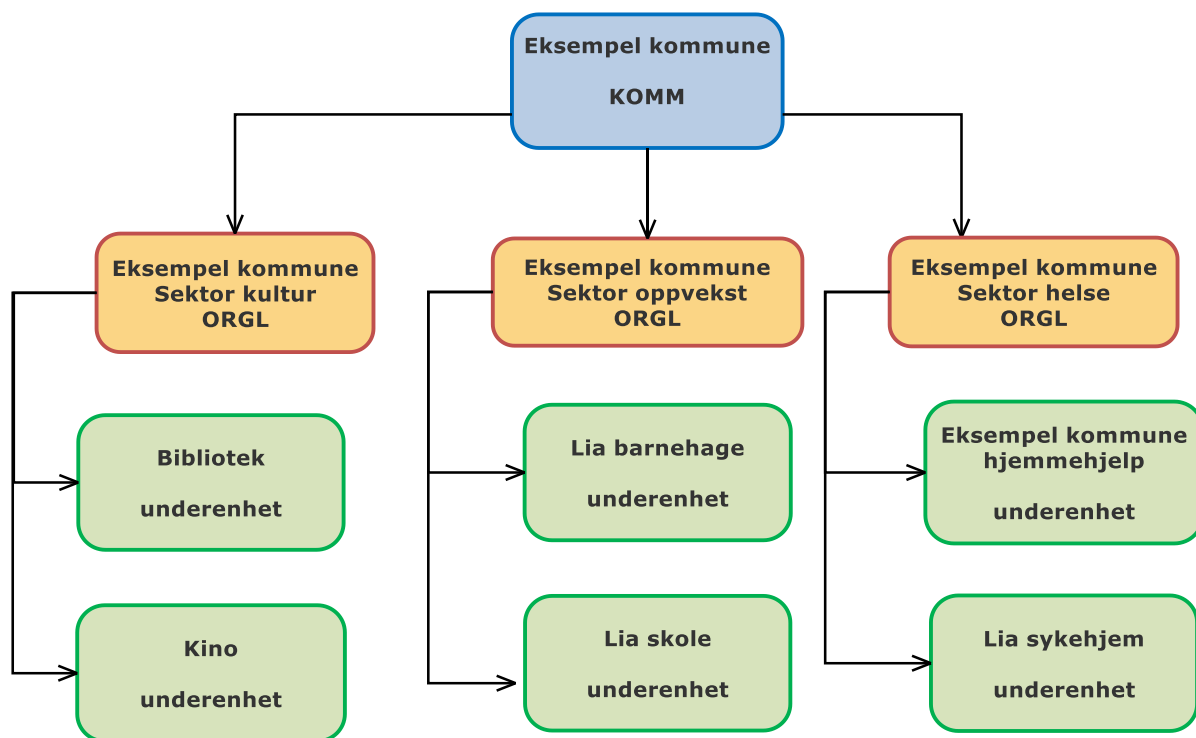 Eksempel kommune
KOMM
Eksempel kommune
Sektor kultur
ORGL
Eksempel kommune
Sektor oppvekst
ORGL
Eksempel kommune
Sektor helse
ORGL
Bibliotek
underenhet
Lia barnehage
underenhet
Eksempel kommune
hjemmehjelp
underenhet
Kino
underenhet
Lia skole
underenhet
Lia sykehjem
underenhet